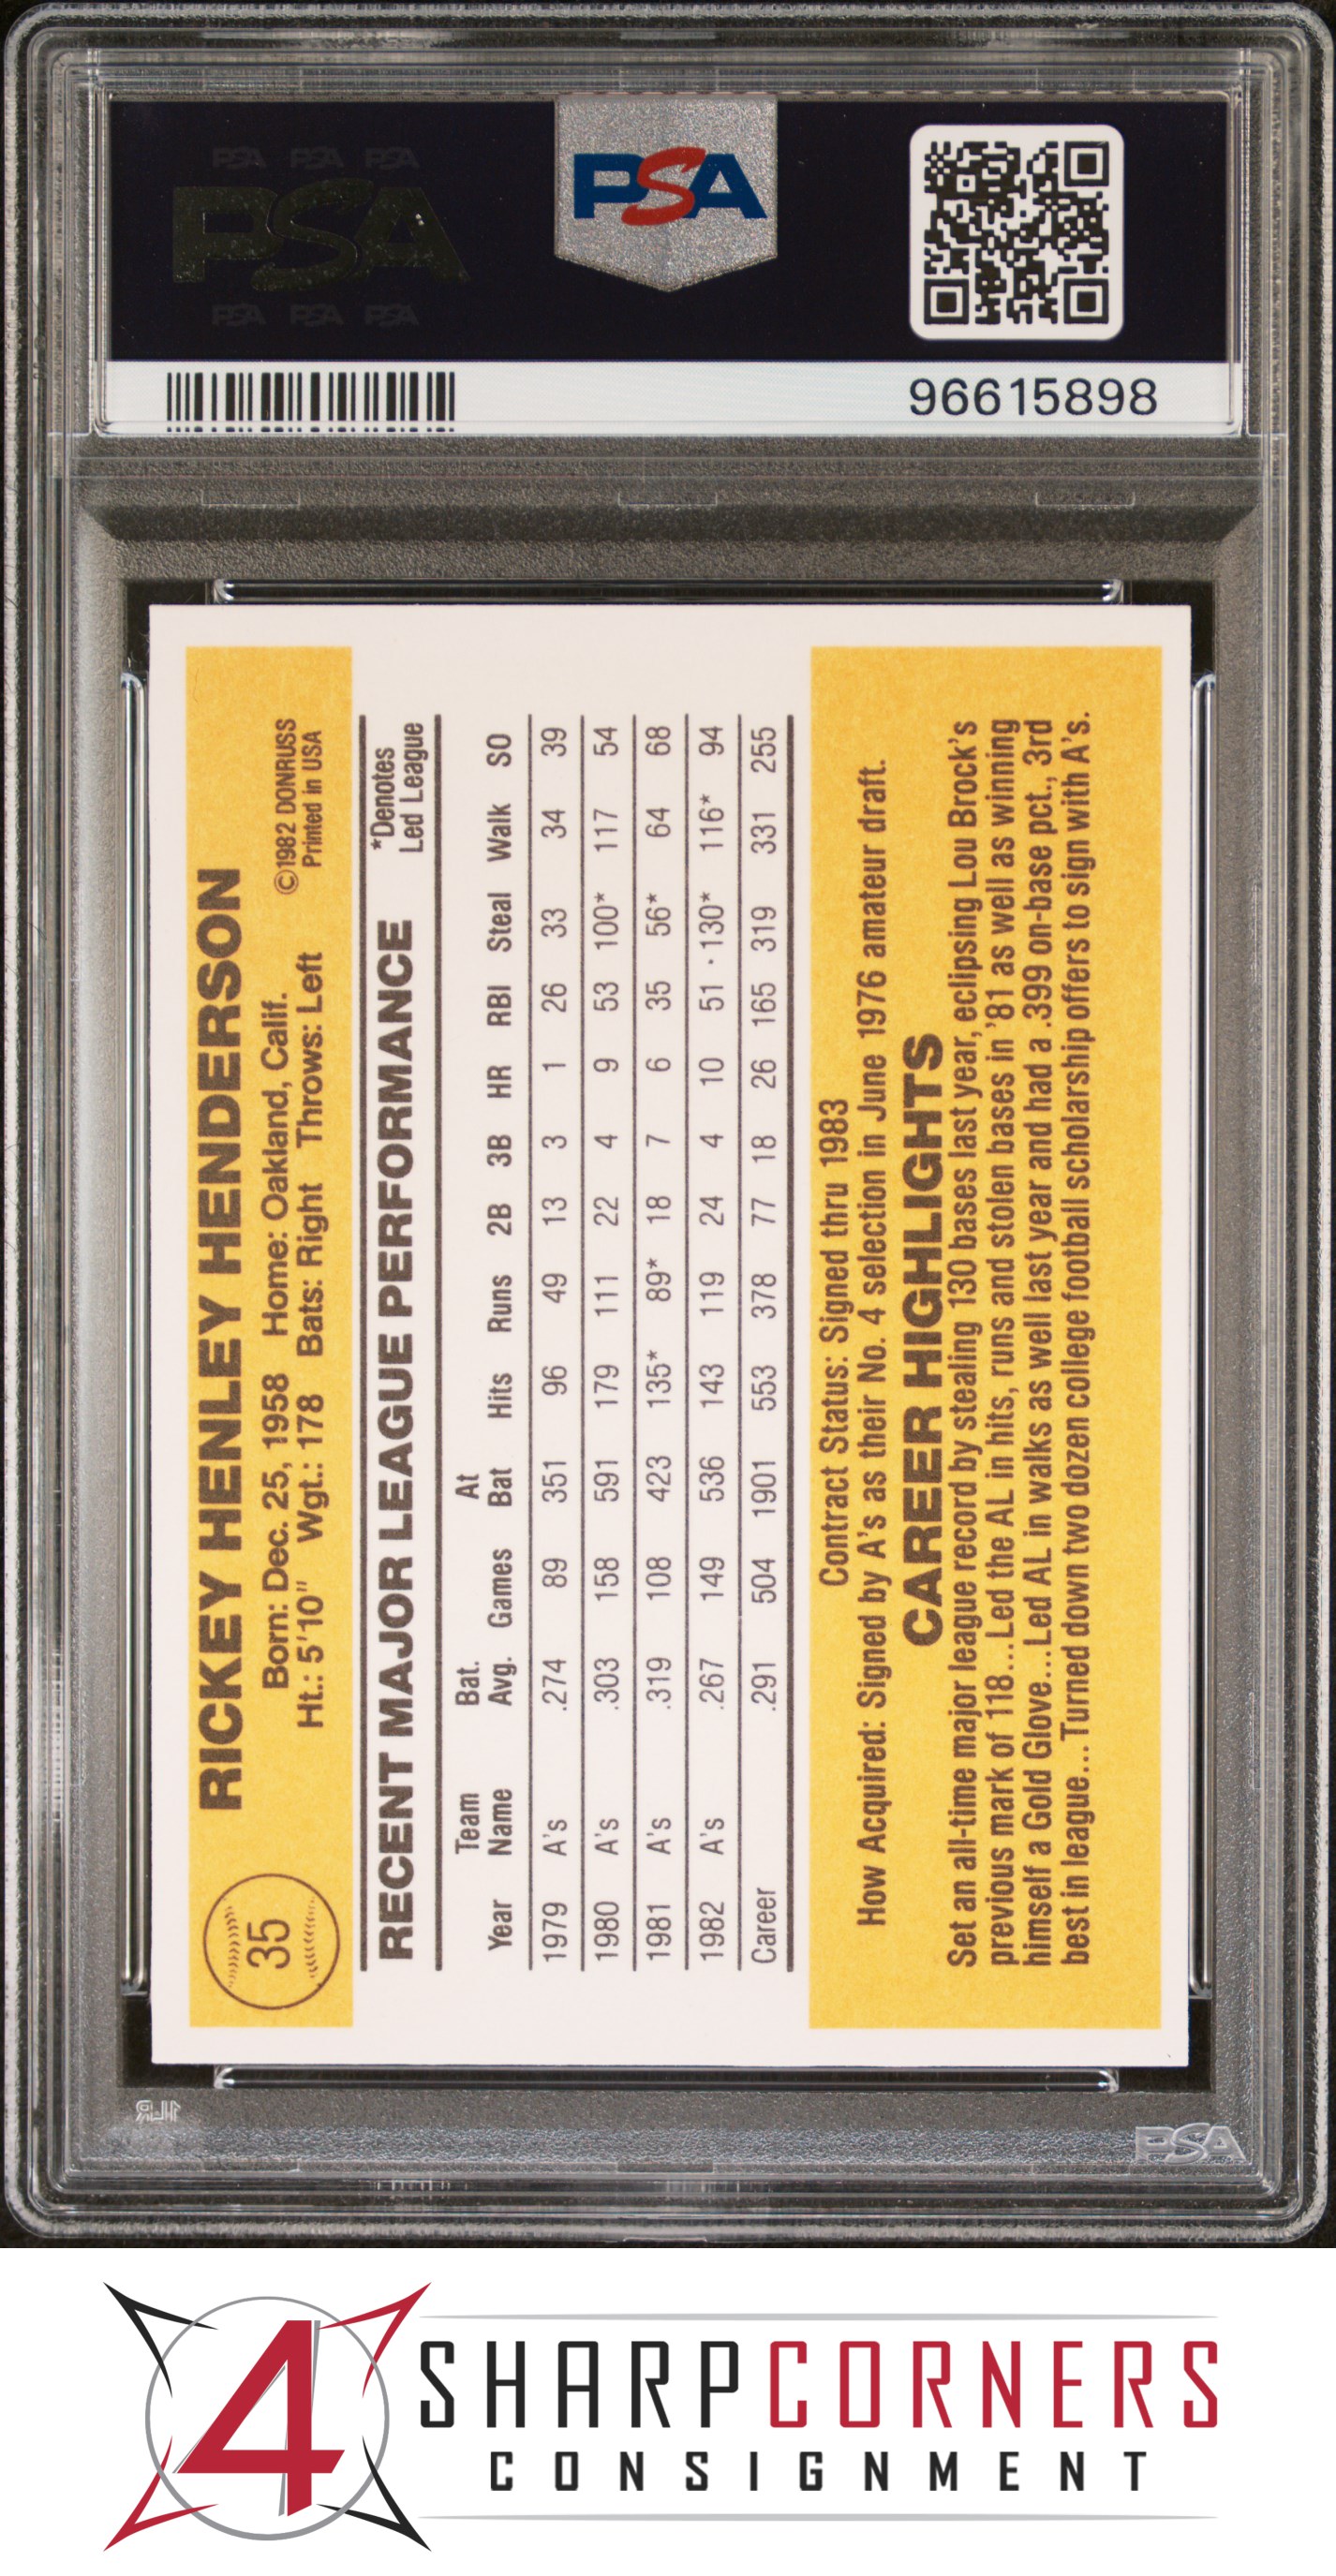 PSA PSA PSA
PSA
PSA PSA PSA
PSA
96615898
35
RICKEY HENLEY HENDERSON
Born: Dec. 25, 1958 Home: Oakland, Calif. ©1982 DONRUSS
Ht.: 5'10" Wgt.: 178 Bats: Right Throws: Left Printed in USA
RECENT MAJOR LEAGUE PERFORMANCE *Denotes Led League
Year Team Name Bat. Avg. Games At Bat Hits Runs 2B 3B HR RBI Steal Walk SO
1979 A's .274 89 351 96 49 13 3 1 26 33 34 39
1980 A's .303 158 591 179 111 22 4 9 53 100* 117 54
1981 A's .319 108 423 135* 89* 18 7 6 35 56* 64 68
1982 A's .267 149 536 143 119 24 4 10 51 130* 116* 94
Career .291 504 1901 553 378 77 18 26 165 319 331 255
Contract Status: Signed thru 1983
How Acquired: Signed by A's as their No. 4 selection in June 1976 amateur draft.
CAREER HIGHLIGHTS
Set an all-time major league record by stealing 130 bases last year, eclipsing Lou Brock's
previous mark of 118...Led the AL in hits, runs and stolen bases in '81 as well as winning
himself a Gold Glove...Led AL in walks as well last year and had a .399 on-base pct., 3rd
best in league...Turned down two dozen college football scholarship offers to sign with A's.
PSA
4
SHARPCORNERS
CONSIGNMENT